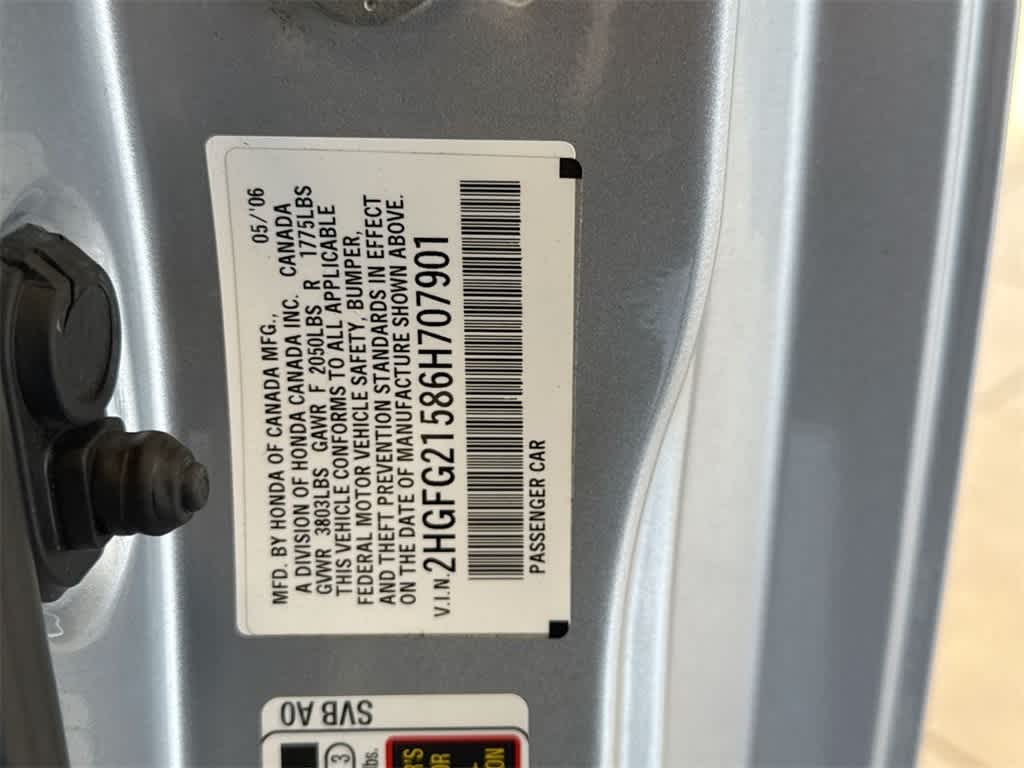 MFD. BY HONDA OF CANADA MFG., 05/'06
A DIVISION OF HONDA CANADA INC. CANADA
GVWR 3803LBS GAWR F 2050LBS R 1775LBS
THIS VEHICLE CONFORMS TO ALL APPLICABLE
FEDERAL MOTOR VEHICLE SAFETY, BUMPER,
AND THEFT PREVENTION STANDARDS IN EFFECT
ON THE DATE OF MANUFACTURE SHOWN ABOVE.
V.I.N. 2HGFG21586H707901
PASSENGER CAR
SVB A0
3
lbs.